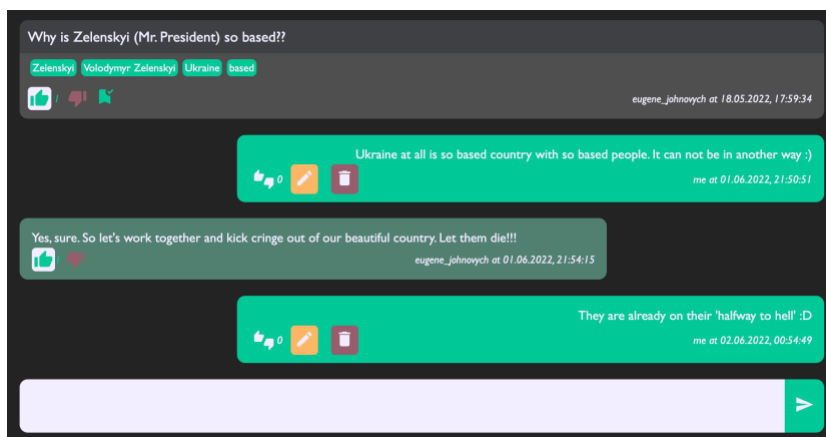 Why is Zelenskyi (Mr. President) so based??
Zelenskyi Volodymyr Zelenskyi Ukraine based
1
eugene_johnovych at 18.05.2022, 17:59:34
Ukraine at all is so based country with so based people. It can not be in another way :)
0
me at 01.06.2022, 21:50:51
Yes, sure. So let's work together and kick cringe out of our beautiful country. Let them die!!!
1
eugene_johnovych at 01.06.2022, 21:54:15
They are already on their 'halfway to hell' :D
0
me at 02.06.2022, 00:54:49